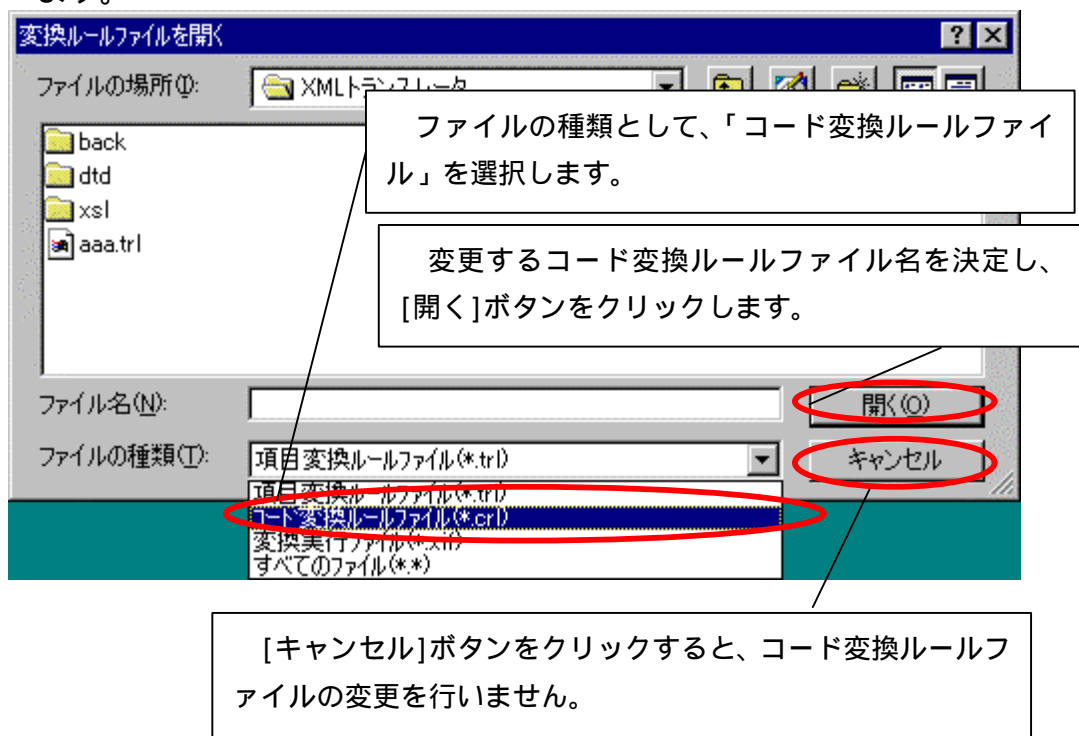 ます。
変換ルールファイルを開く
ファイルの場所(I):
XMLトランスレータ
ファイルの種類として、「コード変換ルールファイ
ル」を選択します。
back
dtd
xsl
aaa.trl
変更するコード変換ルールファイル名を決定し、
[開く]ボタンをクリックします。
ファイル名(N):
開く(O)
ファイルの種類(T):
項目変換ルールファイル(*.trl)
キャンセル
項目変換ルールファイル(*.trl)
コード変換ルールファイル(*.crl)
変換実行ファイル(*.xif)
すべてのファイル(*.*)
[キャンセル]ボタンをクリックすると、コード変換ルールフ
ァイルの変更を行いません。